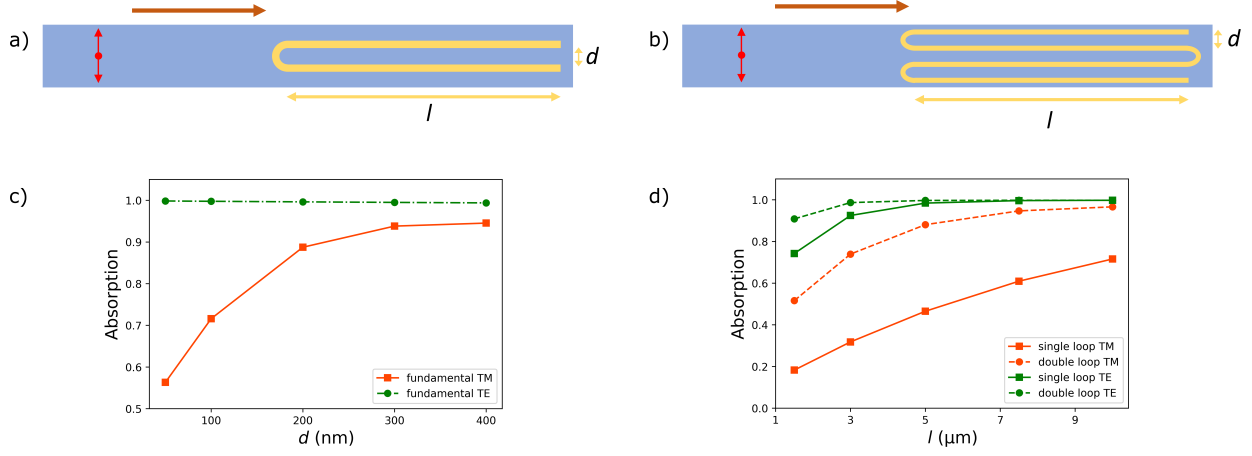 a)
d
l
b)
d
l
c)
Absorption
1.0
0.9
0.8
0.7
0.6
0.5
100
200
300
400
d (nm)
fundamental TM
fundamental TE
d)
Absorption
1.0
0.8
0.6
0.4
0.2
0.0
1
3
5
7
9
l (μm)
single loop TM
double loop TM
single loop TE
double loop TE